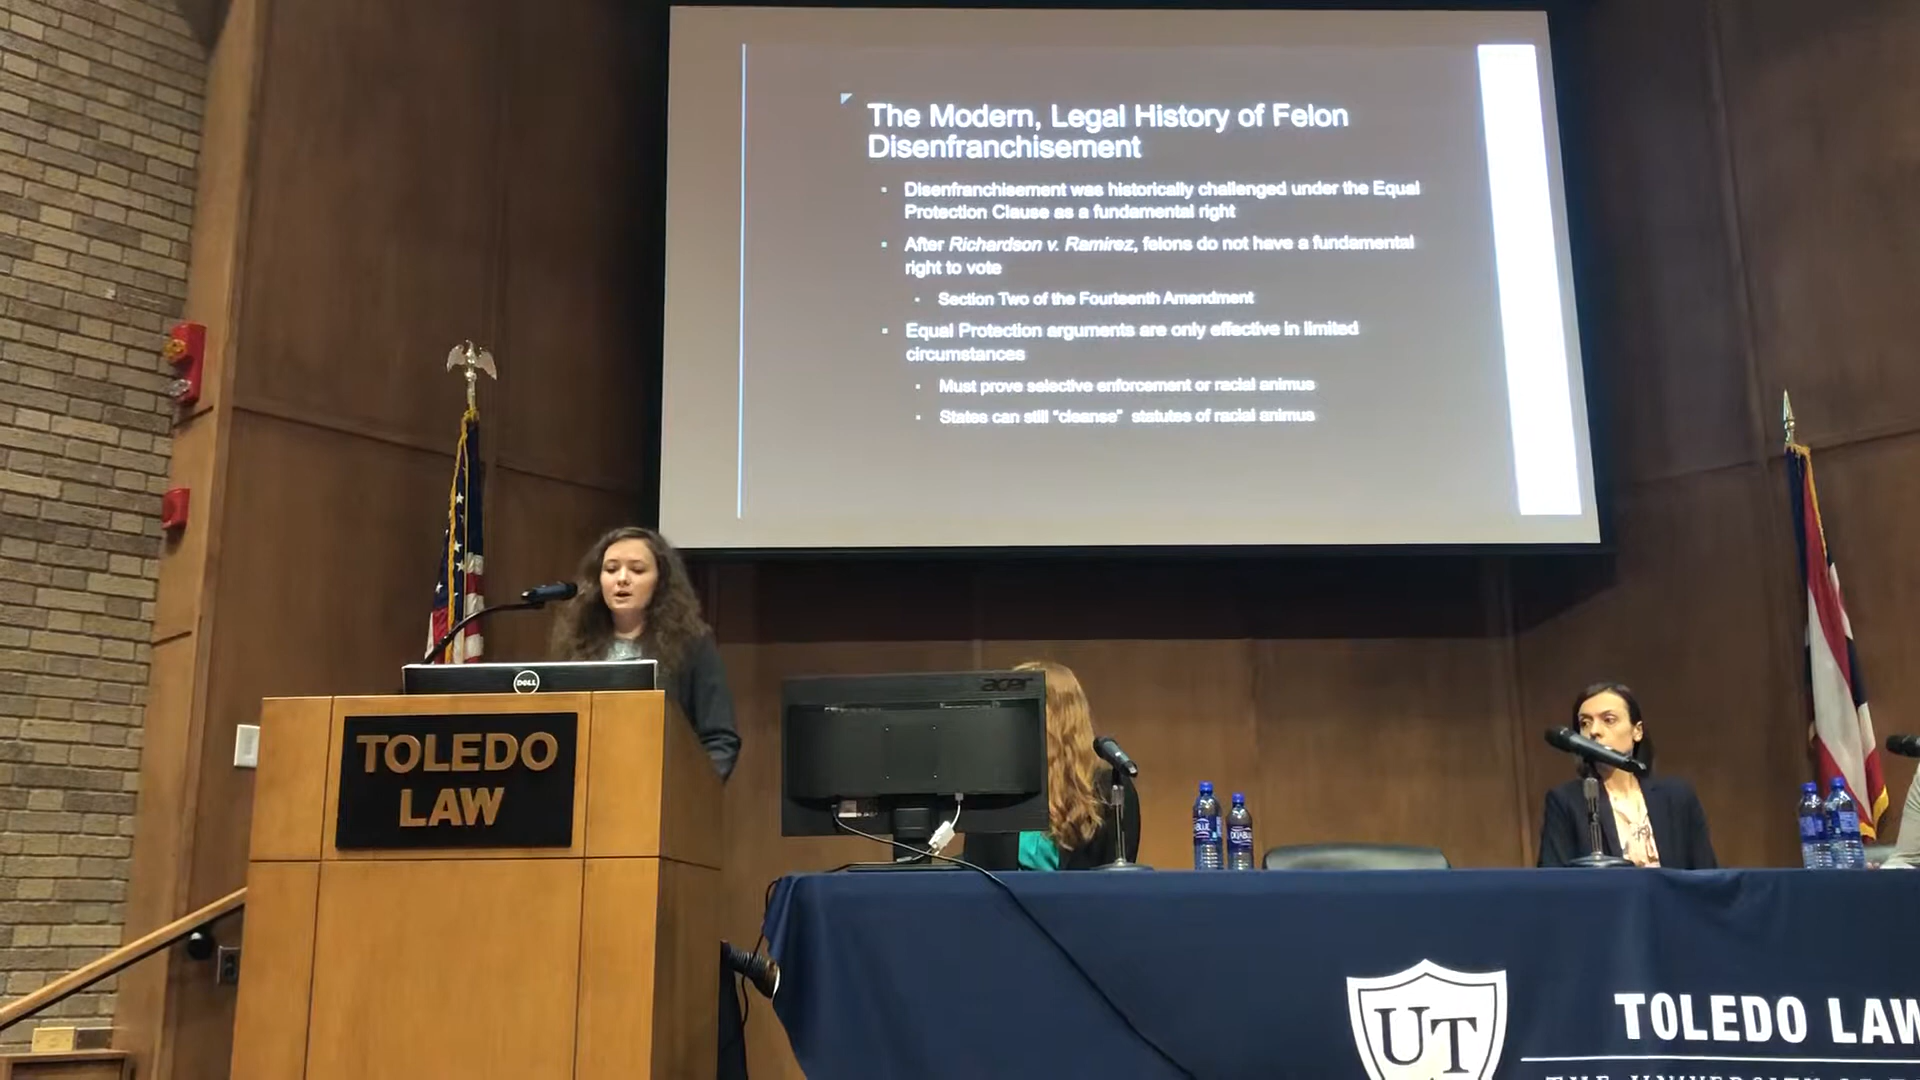 The Modern, Legal History of Felon
Disenfranchisement
Disenfranchisement was historically challenged under the Equal
Protection Clause as a fundamental right
After Richardson v. Ramirez, felons do not have a fundamental
right to vote
Section Two of the Fourteenth Amendment
Equal Protection arguments are only effective in limited
circumstances
Must prove selective enforcement or racial animus
States can still “cleanse” statutes of racial animus
DELL
acer
TOLEDO
LAW
UT
TOLEDO LAW